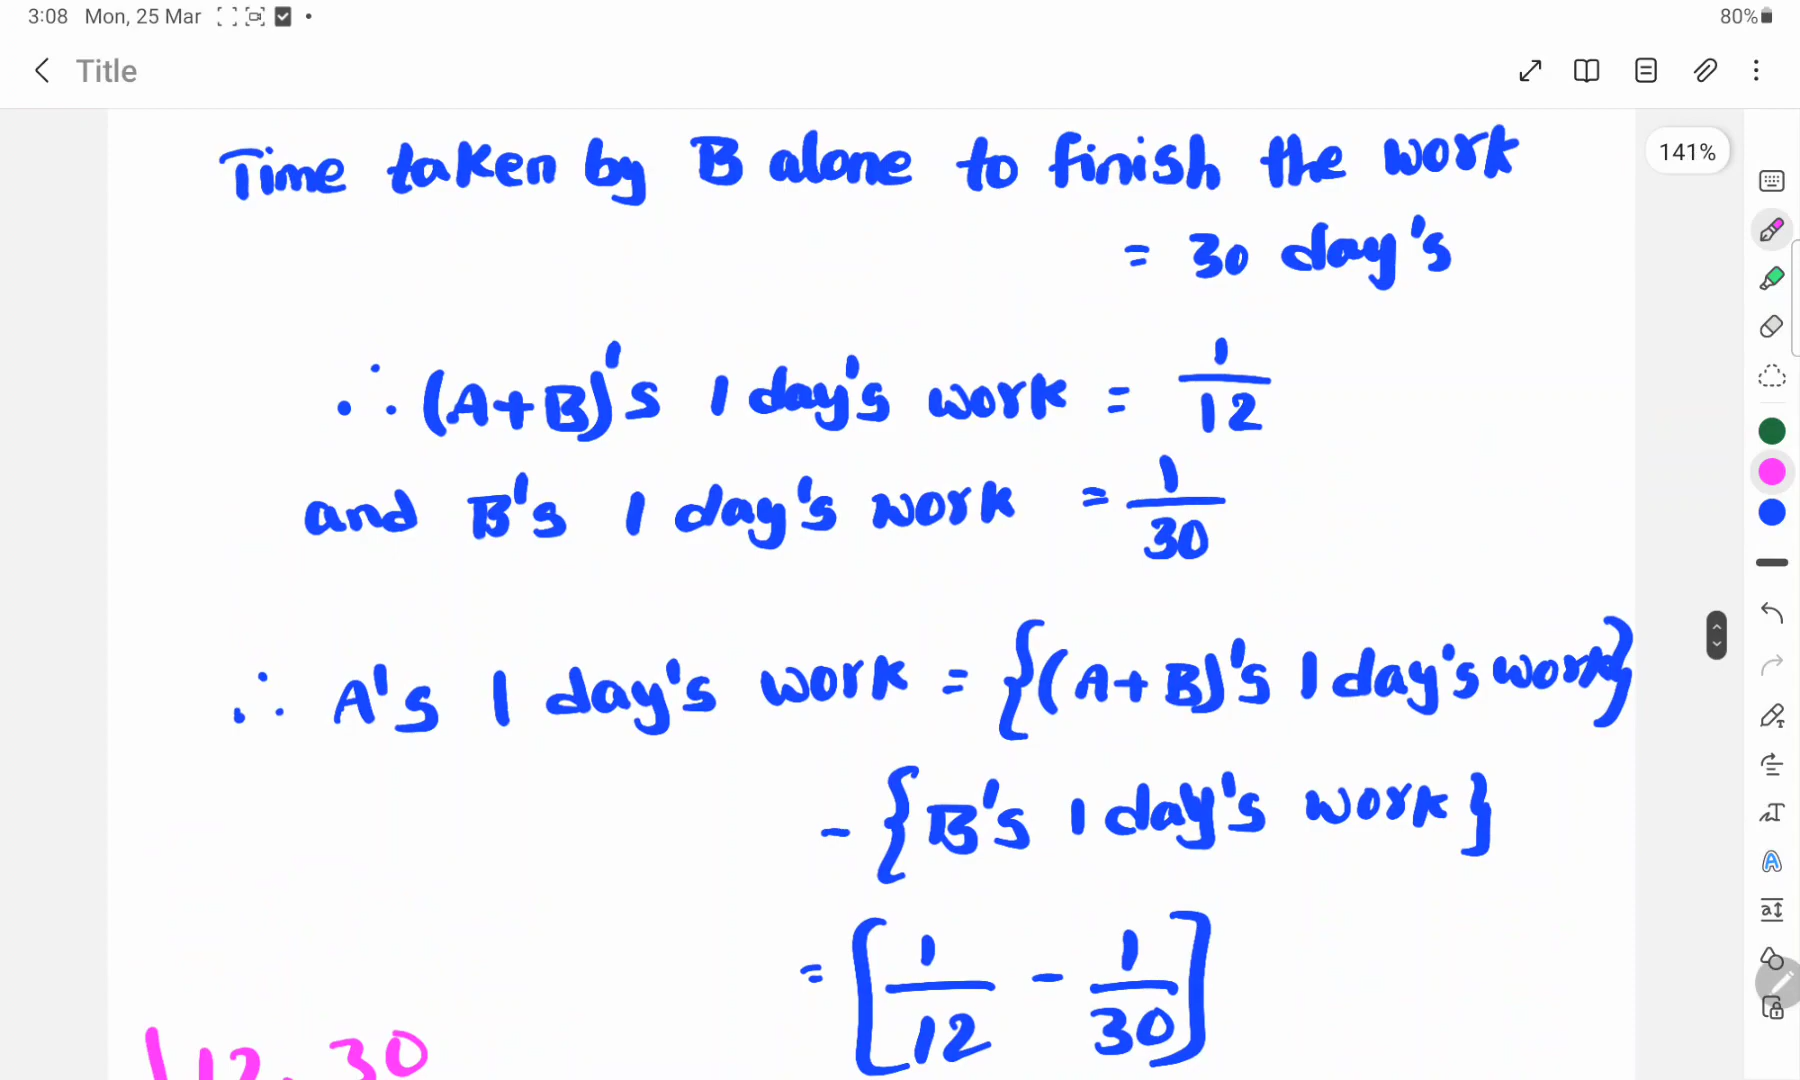 3:08 Mon, 25 Mar
80%
Title
141%
Time taken by B alone to finish the work
= 30 day's
∴ (A+B)'s 1 day's work = 1/12
and B's 1 day's work = 1/30
∴ A's 1 day's work = {(A+B)'s 1 day's work}
- {B's 1 day's work}
= [1/12 - 1/30]
12, 30